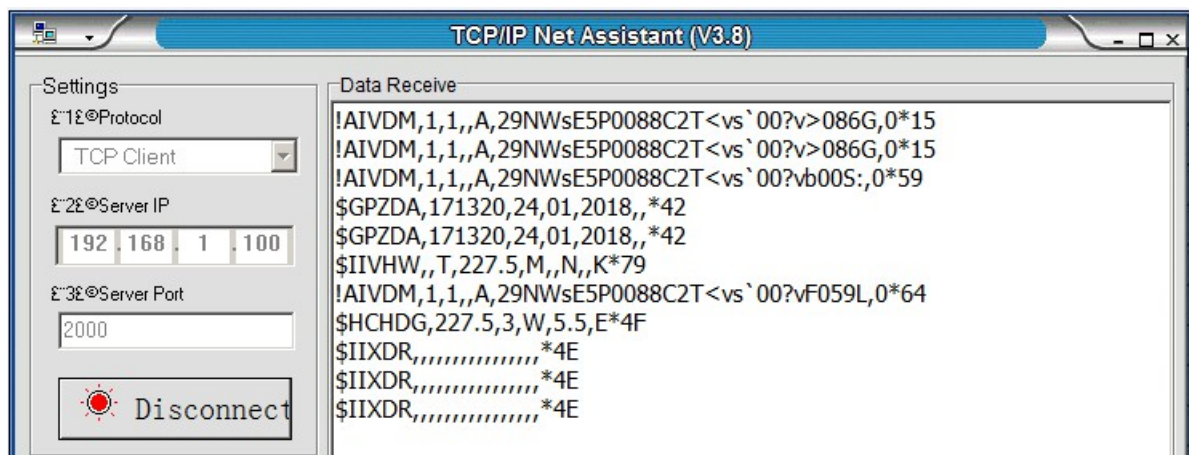 TCP/IP Net Assistant (V3.8)
Settings
£¨1£©Protocol
TCP Client
£¨2£©Server IP
192 . 168 . 1 . 100
£¨3£©Server Port
2000
Disconnect
Data Receive
!AIVDM,1,1,,A,29NWsE5P0088C2T<vs`00?v>086G,0*15
!AIVDM,1,1,,A,29NWsE5P0088C2T<vs`00?v>086G,0*15
!AIVDM,1,1,,A,29NWsE5P0088C2T<vs`00?vb00S:,0*59
$GPZDA,171320,24,01,2018,,*42
$GPZDA,171320,24,01,2018,,*42
$IIVHW,,T,227.5,M,,N,,K*79
!AIVDM,1,1,,A,29NWsE5P0088C2T<vs`00?vF059L,0*64
$HCHDG,227.5,3,W,5.5,E*4F
$IIXDR,,,,,,,,,,,,,,,,*4E
$IIXDR,,,,,,,,,,,,,,,,*4E
$IIXDR,,,,,,,,,,,,,,,,*4E